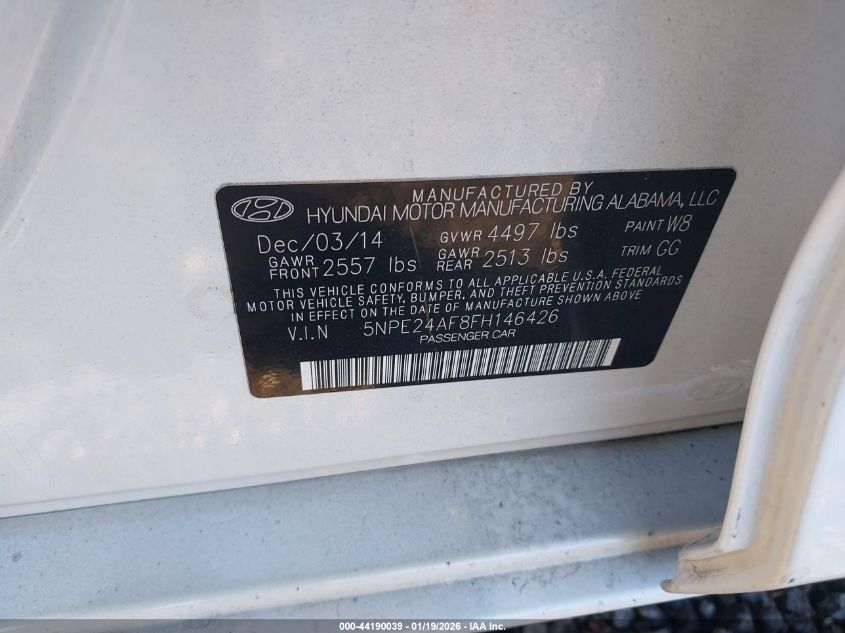 MANUFACTURED BY
HYUNDAI MOTOR MANUFACTURING ALABAMA, LLC
Dec/03/14 GVWR 4497 lbs PAINT W8
GAWR FRONT 2557 lbs GAWR REAR 2513 lbs TRIM GG
THIS VEHICLE CONFORMS TO ALL APPLICABLE U.S.A. FEDERAL
MOTOR VEHICLE SAFETY, BUMPER, AND THEFT PREVENTION STANDARDS
IN EFFECT ON THE DATE OF MANUFACTURE SHOWN ABOVE
V.I.N 5NPE24AF8FH146426
PASSENGER CAR
000-44190039 - 01/19/2026 - IAA Inc.